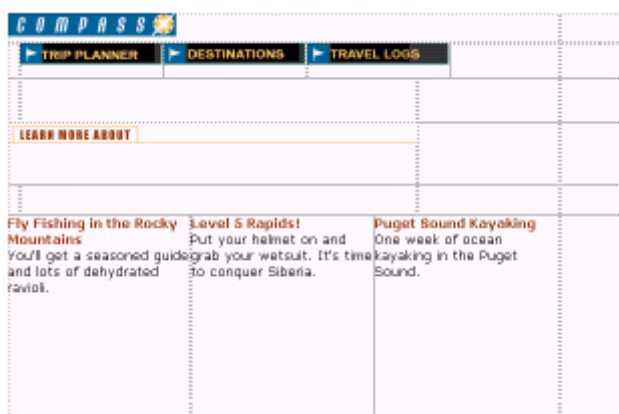 COMPASS
TRIP PLANNER DESTINATIONS TRAVEL LOGS
LEARN MORE ABOUT
Fly Fishing in the Rocky
Mountains
You'll get a seasoned guide
and lots of dehydrated
ravioli.
Level 5 Rapids!
Put your helmet on and
grab your wetsuit. It's time
to conquer Siberia.
Puget Sound Kayaking
One week of ocean
kayaking in the Puget
Sound.